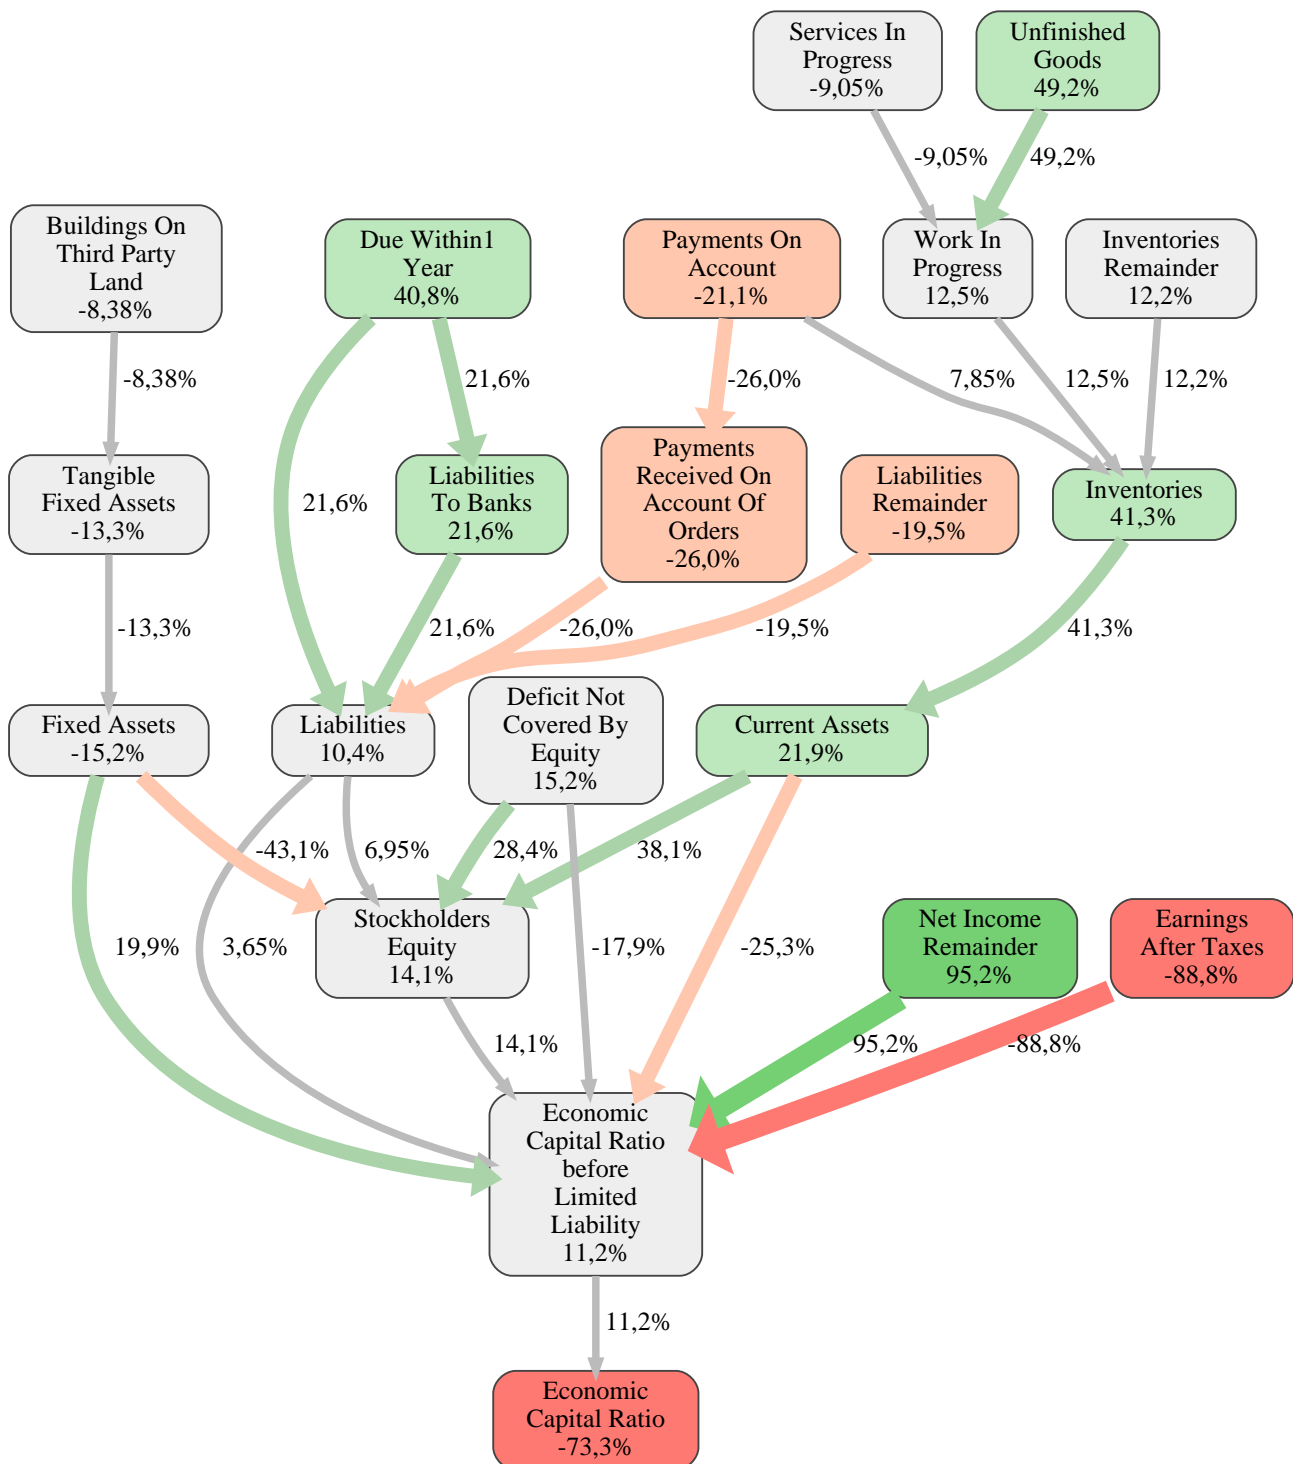 Services In
Progress
-9,05%
Unfinished
Goods
49,2%
-9,05%
49,2%
Buildings On
Third Party
Land
-8,38%
Due Within1
Year
40,8%
Payments On
Account
-21,1%
Work In
Progress
12,5%
Inventories
Remainder
12,2%
-8,38%
21,6%
-26,0%
7,85%
12,5%
12,2%
Tangible
Fixed Assets
-13,3%
21,6%
Liabilities
To Banks
21,6%
Payments
Received On
Account Of
Orders
-26,0%
Liabilities
Remainder
-19,5%
Inventories
41,3%
-13,3%
21,6%
-26,0%
-19,5%
41,3%
Fixed Assets
-15,2%
Liabilities
10,4%
Deficit Not
Covered By
Equity
15,2%
Current Assets
21,9%
-43,1%
6,95%
28,4%
38,1%
19,9%
3,65%
Stockholders
Equity
14,1%
-17,9%
-25,3%
Net Income
Remainder
95,2%
Earnings
After Taxes
-88,8%
14,1%
95,2%
-88,8%
Economic
Capital Ratio
before
Limited
Liability
11,2%
11,2%
Economic
Capital Ratio
-73,3%